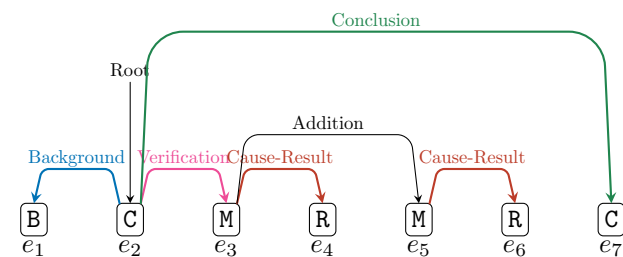 Conclusion
Root
Addition
Background Verification Cause-Result Cause-Result
B C M R M R C
e1 e2 e3 e4 e5 e6 e7